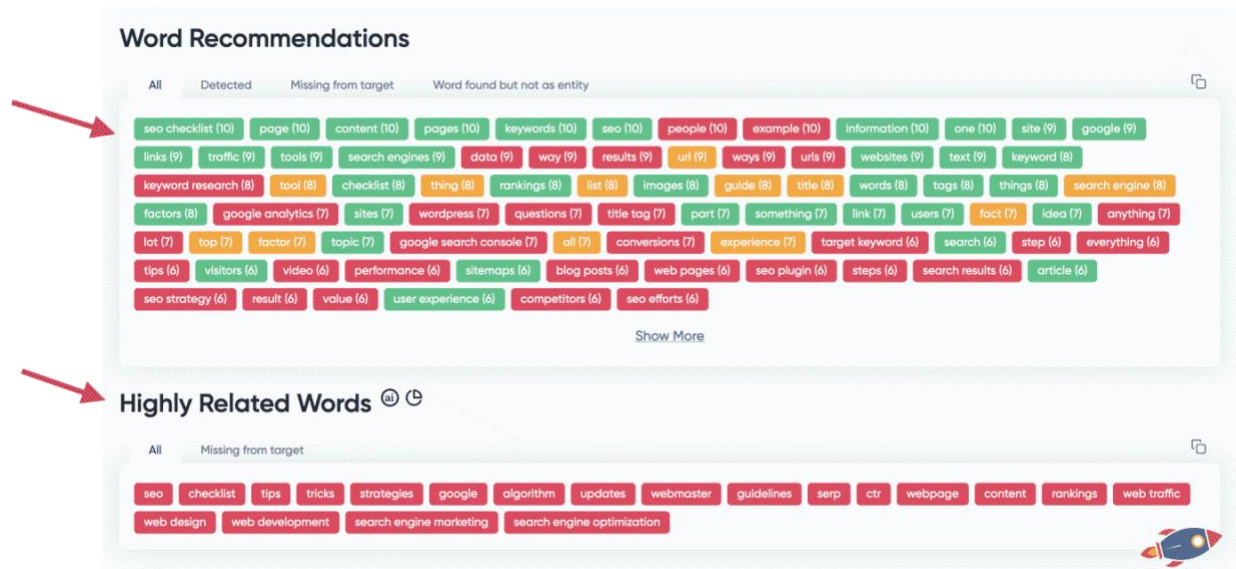 Word Recommendations
All Detected Missing from target Word found but not as entity
seo checklist (10) page (10) content (10) pages (10) keywords (10) seo (10) people (10) example (10) information (10) one (10) site (9) google (9)
links (9) traffic (9) tools (9) search engines (9) data (9) way (9) results (9) url (9) ways (9) urls (9) websites (9) text (9) keyword (8)
keyword research (8) tool (8) checklist (8) thing (8) rankings (8) list (8) images (8) guide (8) title (8) words (8) tags (8) things (8) search engine (8)
factors (8) google analytics (7) sites (7) wordpress (7) questions (7) title tag (7) part (7) something (7) link (7) users (7) fact (7) idea (7) anything (7)
lot (7) top (7) factor (7) topic (7) google search console (7) all (7) conversions (7) experience (7) target keyword (6) search (6) step (6) everything (6)
tips (6) visitors (6) video (6) performance (6) sitemaps (6) blog posts (6) web pages (6) seo plugin (6) steps (6) search results (6) article (6)
seo strategy (6) result (6) value (6) user experience (6) competitors (6) seo efforts (6)
Show More
Highly Related Words ai
All Missing from target
seo checklist tips tricks strategies google algorithm updates webmaster guidelines serp ctr webpage content rankings web traffic
web design web development search engine marketing search engine optimization